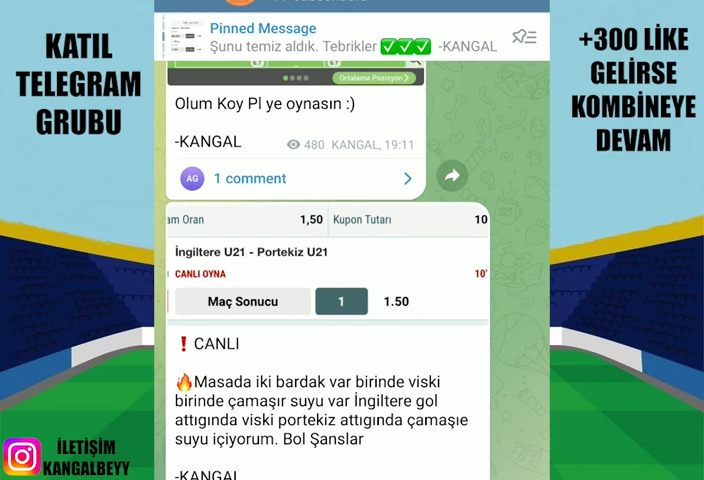 KATIL
TELEGRAM
GRUBU
Pinned Message
Şunu temiz aldık. Tebrikler ✅✅✅ -KANGAL
+300 LİKE
GELİRSE
KOMBİNEYE
DEVAM
Ortalama Pozisyon
Olum Koy Pl ye oynasın :)
-KANGAL
480 KANGAL, 19:11
AG
1 comment
am Oran 1,50 Kupon Tutarı 10
İngiltere U21 - Portekiz U21
CANLI OYNA 10'
Maç Sonucu 1 1.50
❗ CANLI
🔥Masada iki bardak var birinde viski
birinde çamaşır suyu var İngiltere gol
attıgında viski portekiz attıgında çamaşıe
suyu içiyorum. Bol Şanslar
-KANGAL
İLETİŞİM
KANGALBEYY